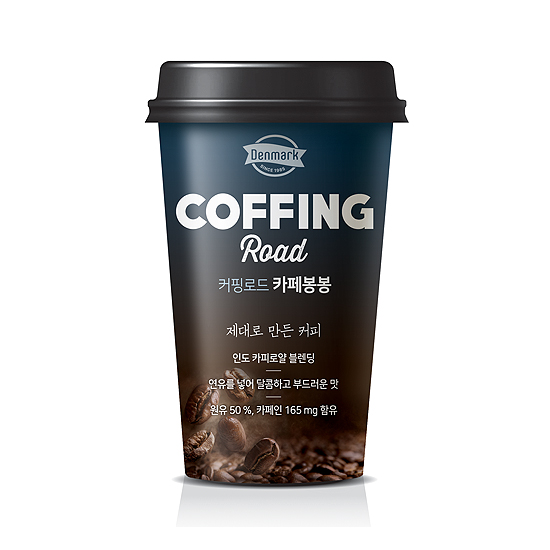 Denmark
SINCE 1985
COFFING
Road
커핑로드 카페봉봉
제대로 만든 커피
인도 카피로얄 블렌딩
연유를 넣어 달콤하고 부드러운 맛
원유 50 %, 카페인 165 mg 함유